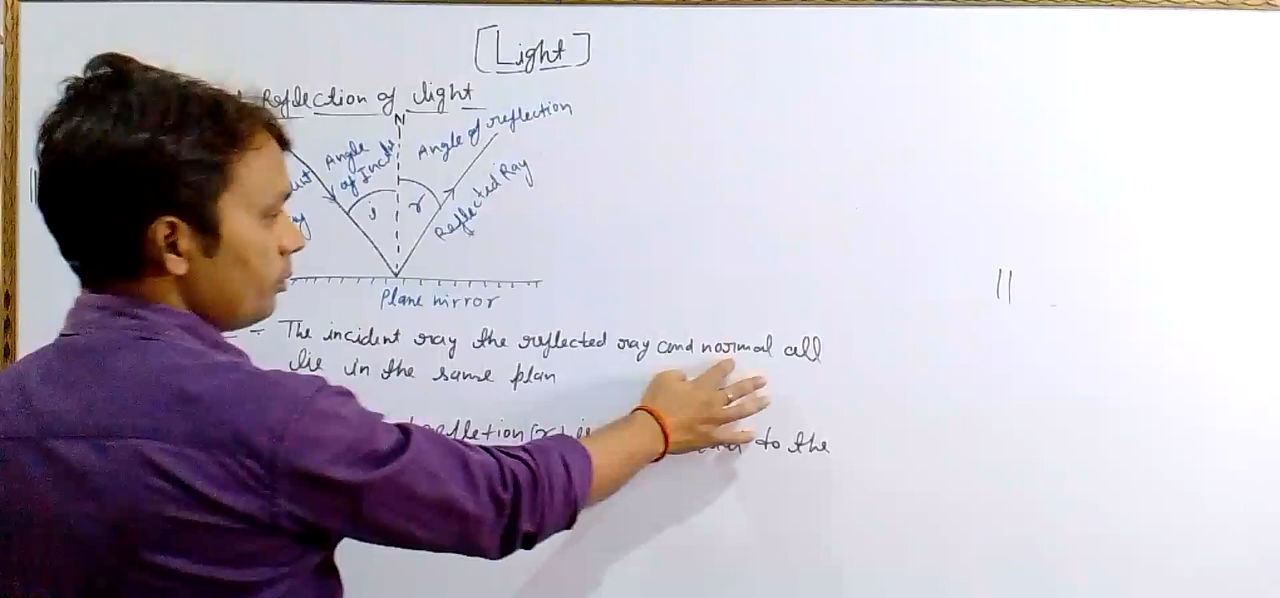 [Light]
Reflection of light
N
Angle
of Inct
Angle of reflection
i
r
Reflected Ray
Plane mirror
The incident ray the reflected ray and normal all
lie in the same plan
to the